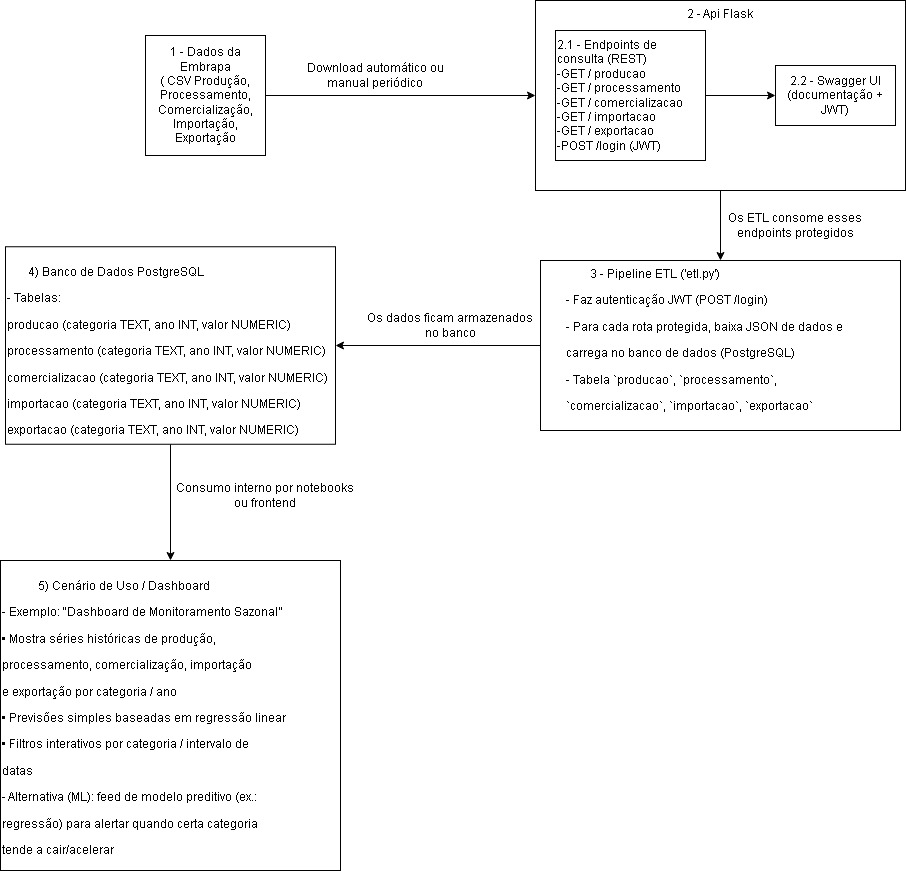 1 - Dados da
Embrapa
( CSV Produção,
Processamento,
Comercialização,
Importação,
Exportação
Download automático ou
manual periódico
2 - Api Flask
2.1 - Endpoints de
consulta (REST)
-GET / producao
-GET / processamento
-GET / comercializacao
-GET / importacao
-GET / exportacao
-POST /login (JWT)
2.2 - Swagger UI
(documentação +
JWT)
Os ETL consome esses
endpoints protegidos
3 - Pipeline ETL ('etl.py')
- Faz autenticação JWT (POST /login)
- Para cada rota protegida, baixa JSON de dados e
carrega no banco de dados (PostgreSQL)
- Tabela `producao`, `processamento`,
`comercializacao`, `importacao`, `exportacao`
Os dados ficam armazenados
no banco
4) Banco de Dados PostgreSQL
- Tabelas:
producao (categoria TEXT, ano INT, valor NUMERIC)
processamento (categoria TEXT, ano INT, valor NUMERIC)
comercializacao (categoria TEXT, ano INT, valor NUMERIC)
importacao (categoria TEXT, ano INT, valor NUMERIC)
exportacao (categoria TEXT, ano INT, valor NUMERIC)
Consumo interno por notebooks
ou frontend
5) Cenário de Uso / Dashboard
- Exemplo: "Dashboard de Monitoramento Sazonal"
▪ Mostra séries históricas de produção,
processamento, comercialização, importação
e exportação por categoria / ano
▪ Previsões simples baseadas em regressão linear
▪ Filtros interativos por categoria / intervalo de
datas
- Alternativa (ML): feed de modelo preditivo (ex.:
regressão) para alertar quando certa categoria
tende a cair/acelerar